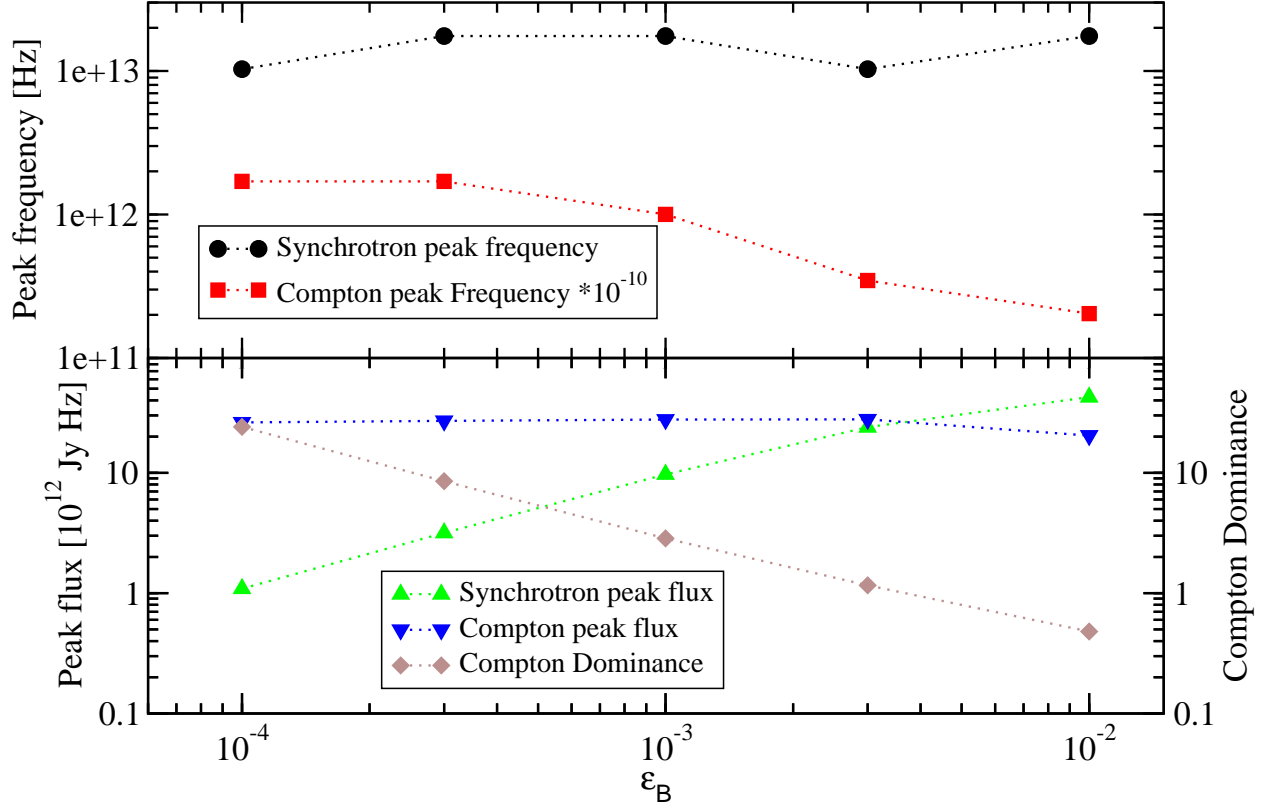 Peak frequency [Hz]
1e+13
1e+12
1e+11
Synchrotron peak frequency
Compton peak Frequency *10^-10
Peak flux [10^12 Jy Hz]
10
1
0.1
Synchrotron peak flux
Compton peak flux
Compton Dominance
10
1
0.1
Compton Dominance
10^-4
10^-3
10^-2
ε_B